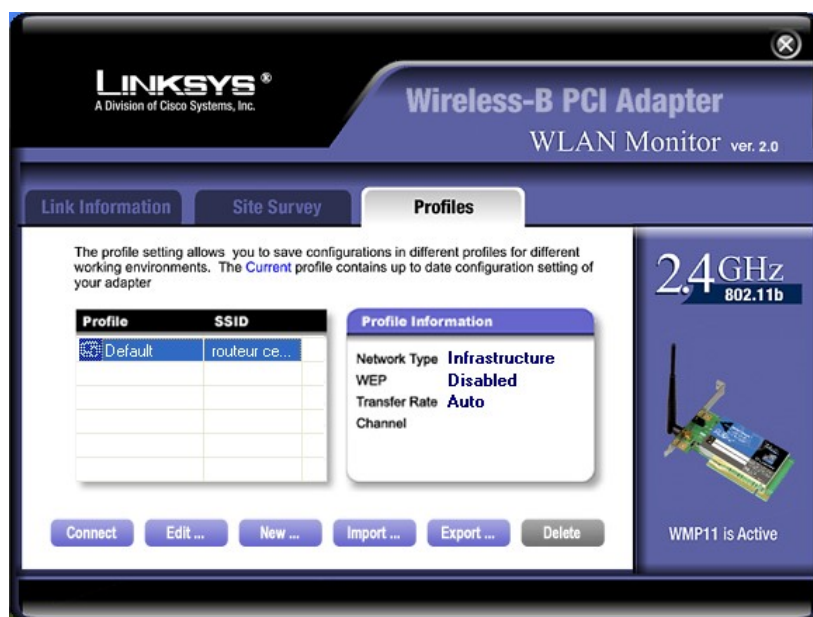 LINKSYS®
A Division of Cisco Systems, Inc.
Wireless-B PCI Adapter
WLAN Monitor ver. 2.0
Link Information
Site Survey
Profiles
The profile setting allows you to save configurations in different profiles for different
working environments. The Current profile contains up to date configuration setting of
your adapter
2.4GHz
802.11b
Profile SSID
Default routeur ce...
Profile Information
Network Type Infrastructure
WEP Disabled
Transfer Rate Auto
Channel
Connect
Edit ...
New ...
Import ...
Export ...
Delete
WMP11 is Active